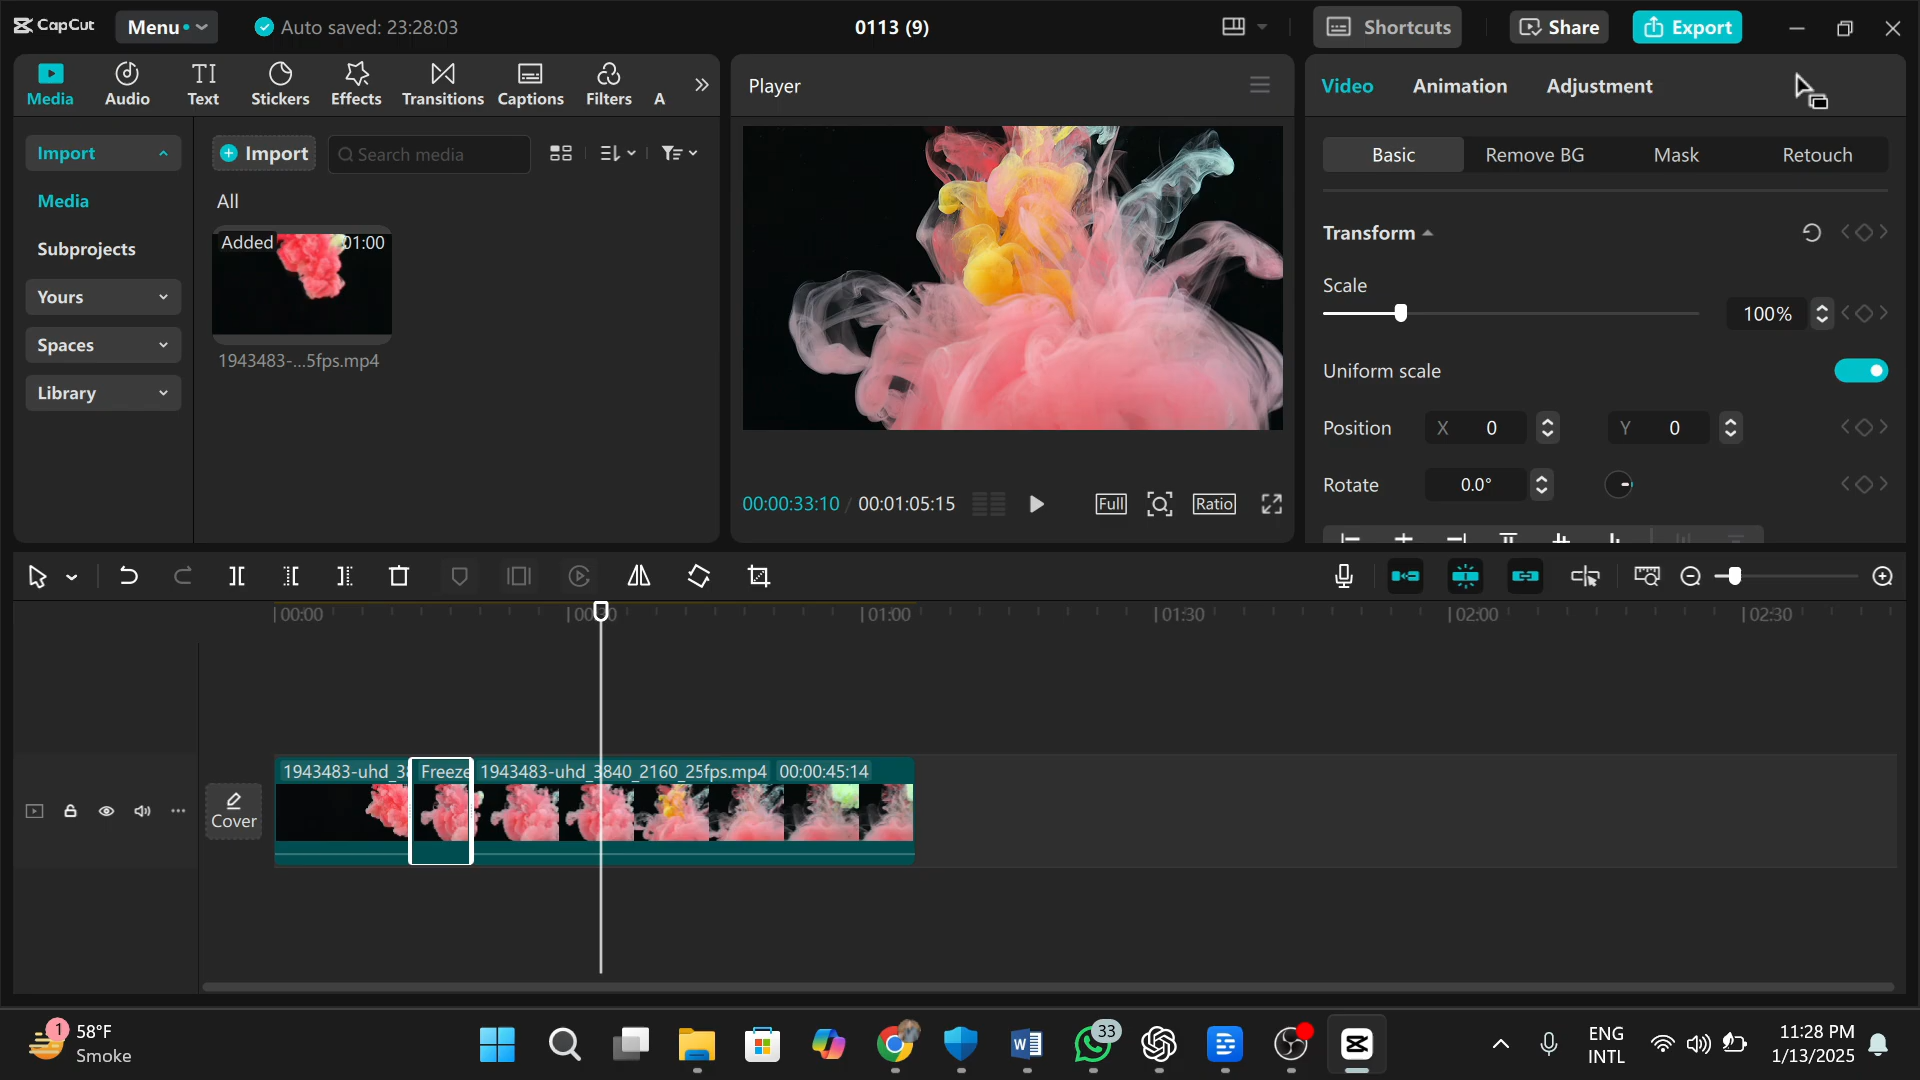 CapCut
Menu
Auto saved: 23:28:03
0113 (9)
Shortcuts
Share
Export
Media
Audio
Text
Stickers
Effects
Transitions
Captions
Filters
A
Import
Media
Subprojects
Yours
Spaces
Library
Import
Search media
All
Added
01:00
1943483-...5fps.mp4
Player
00:00:33:10 / 00:01:05:15
Full
Ratio
Video
Animation
Adjustment
Basic
Remove BG
Mask
Retouch
Transform
Scale
100%
Uniform scale
Position
X 0
Y 0
Rotate
0.0°
00:00
01:00
01:30
02:00
02:30
Cover
1943483-uhd_38
Freeze
1943483-uhd_3840_2160_25fps.mp4 00:00:45:14
1
58°F
Smoke
33
ENG
INTL
11:28 PM
1/13/2025